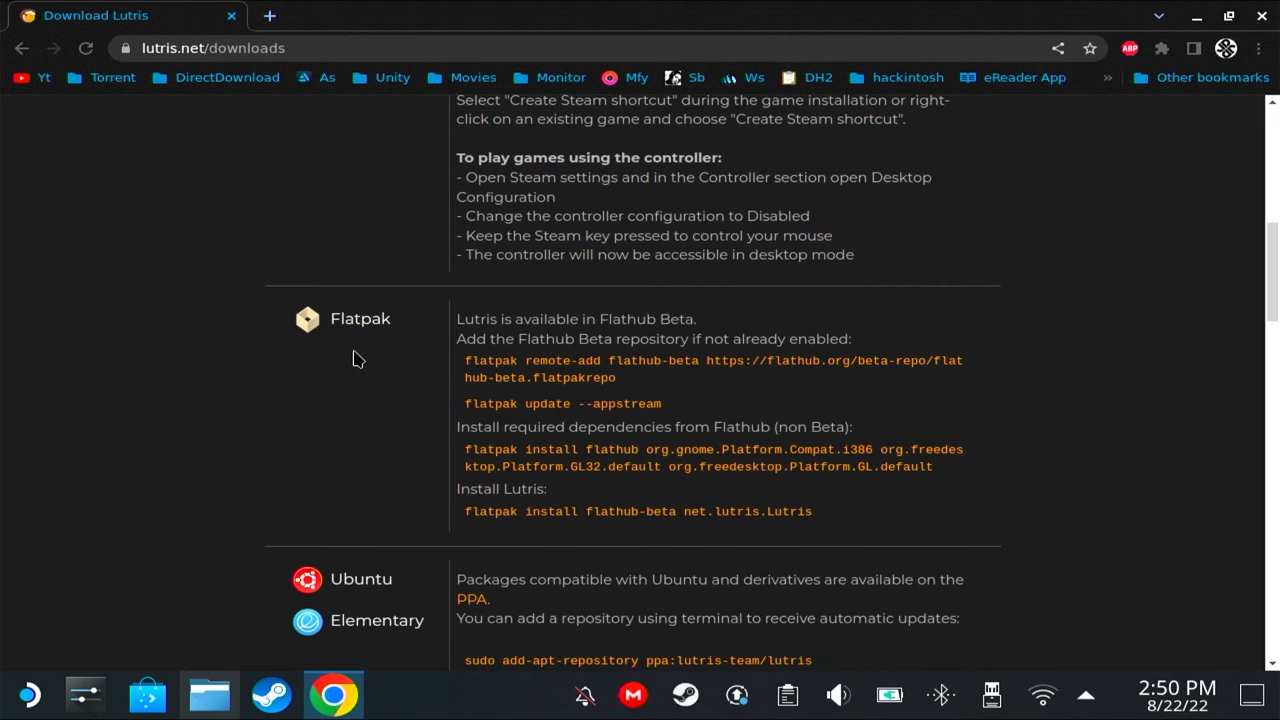 Download Lutris
lutris.net/downloads
ABP
Yt
Torrent
DirectDownload
As
Unity
Movies
Monitor
Mfy
Sb
Ws
DH2
hackintosh
eReader App
»
Other bookmarks
Select "Create Steam shortcut" during the game installation or right-
click on an existing game and choose "Create Steam shortcut".
To play games using the controller:
- Open Steam settings and in the Controller section open Desktop
Configuration
- Change the controller configuration to Disabled
- Keep the Steam key pressed to control your mouse
- The controller will now be accessible in desktop mode
Flatpak
Lutris is available in Flathub Beta.
Add the Flathub Beta repository if not already enabled:
flatpak remote-add flathub-beta https://flathub.org/beta-repo/flat
hub-beta.flatpakrepo
flatpak update --appstream
Install required dependencies from Flathub (non Beta):
flatpak install flathub org.gnome.Platform.Compat.i386 org.freedes
ktop.Platform.GL32.default org.freedesktop.Platform.GL.default
Install Lutris:
flatpak install flathub-beta net.lutris.Lutris
Ubuntu
Elementary
Packages compatible with Ubuntu and derivatives are available on the
PPA.
You can add a repository using terminal to receive automatic updates:
sudo add-apt-repository ppa:lutris-team/lutris
M
2:50 PM
8/22/22